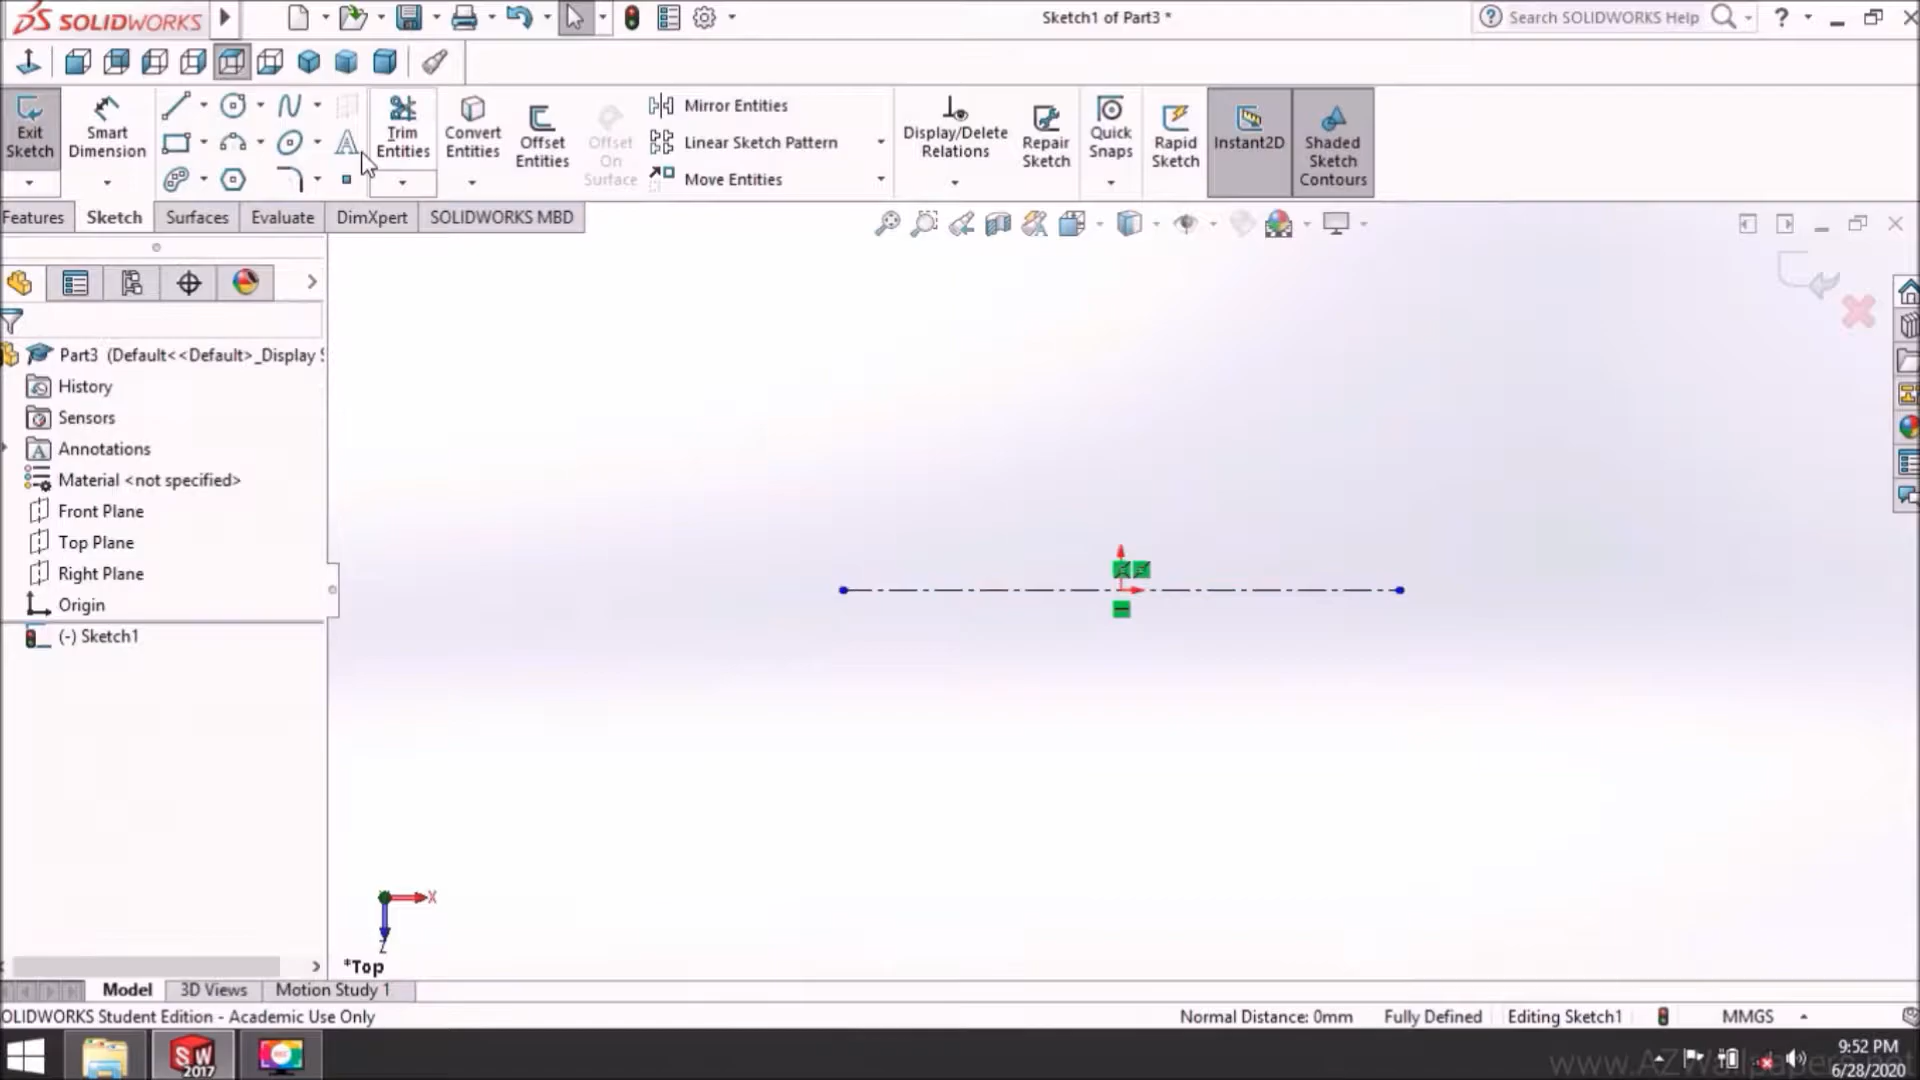 SOLIDWORKS
Sketch1 of Part3 *
Search SOLIDWORKS Help
Exit Sketch
Smart Dimension
Trim Entities
Convert Entities
Offset Entities
Offset On Surface
Mirror Entities
Linear Sketch Pattern
Move Entities
Display/Delete Relations
Repair Sketch
Quick Snaps
Rapid Sketch
Instant2D
Shaded Sketch Contours
Features
Sketch
Surfaces
Evaluate
DimXpert
SOLIDWORKS MBD
Part3 (Default<<Default>_Display S
History
Sensors
Annotations
Material <not specified>
Front Plane
Top Plane
Right Plane
Origin
(-) Sketch1
X
Z
*Top
Model
3D Views
Motion Study 1
OLIDWORKS Student Edition - Academic Use Only
Normal Distance: 0mm
Fully Defined
Editing Sketch1
MMGS
SW
2017
9:52 PM
6/28/2020